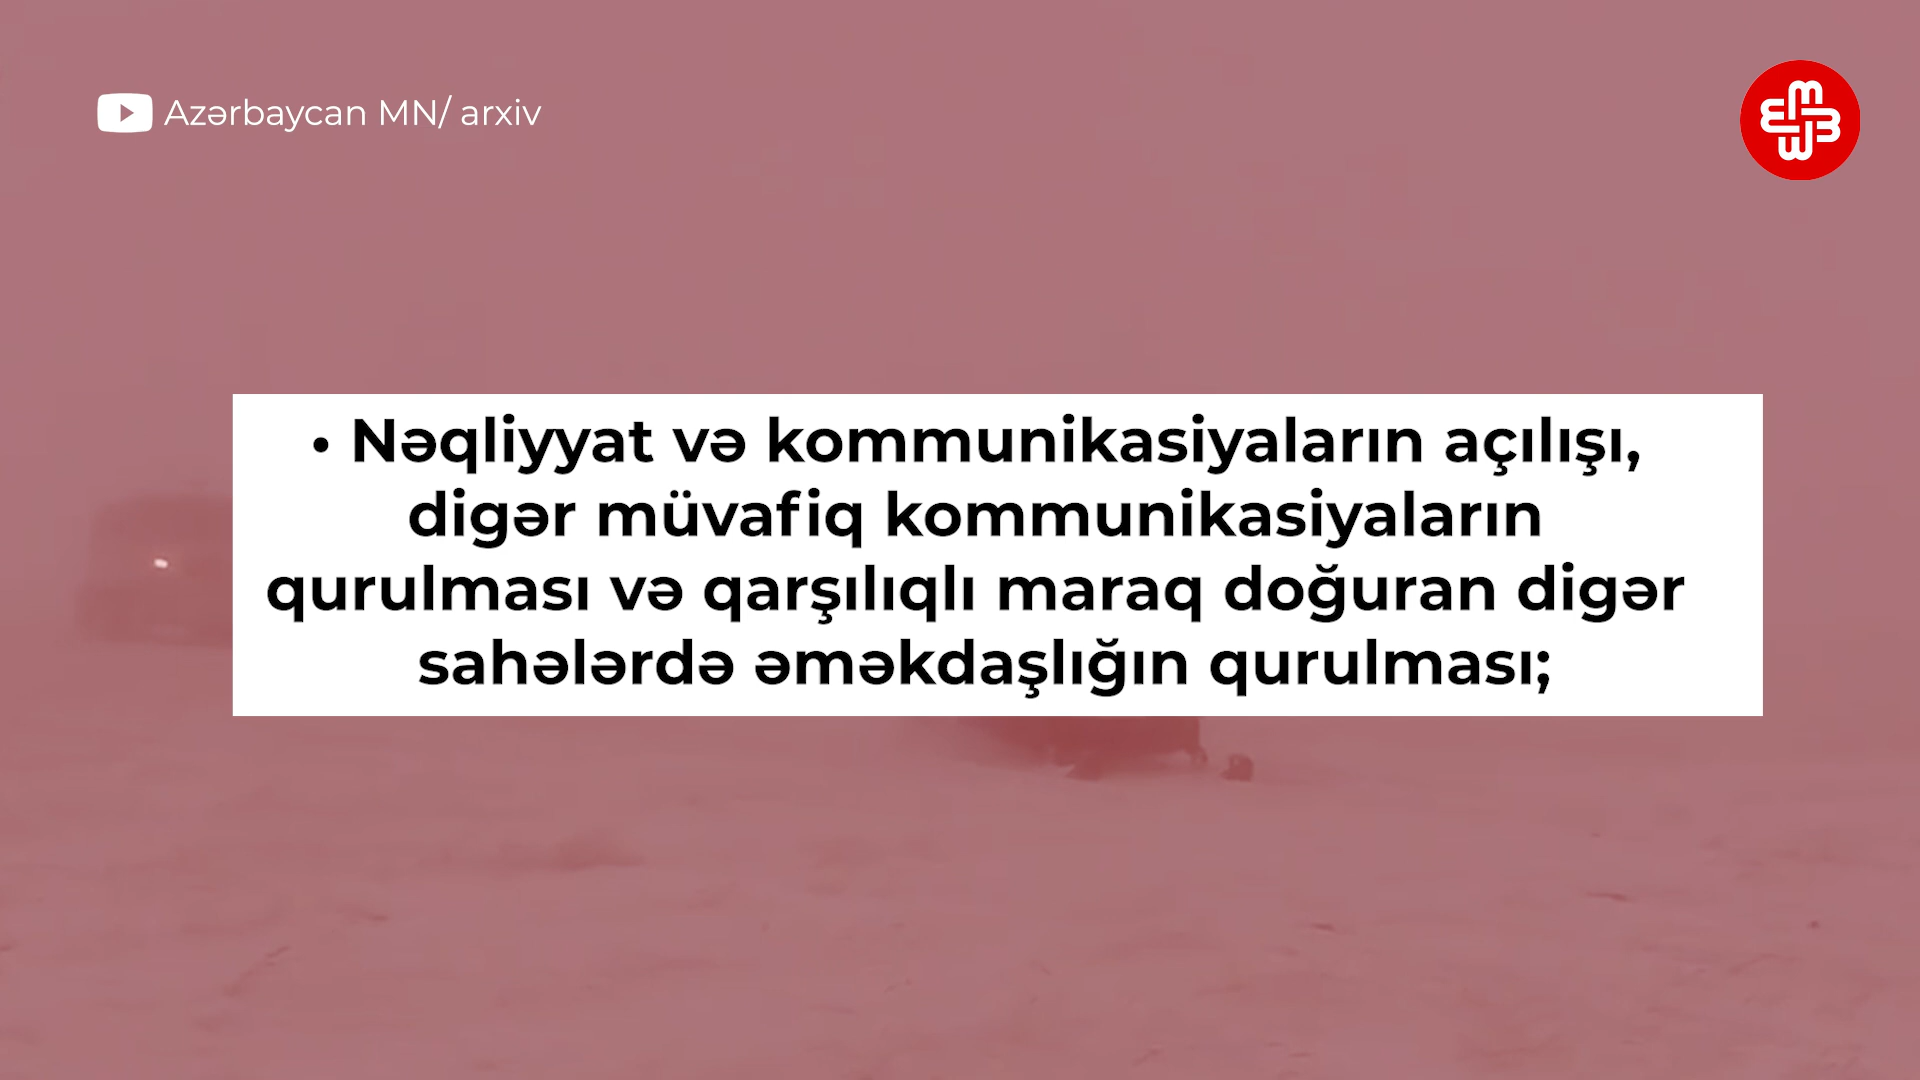 Azərbaycan MN/ arxiv
• Nəqliyyat və kommunikasiyaların açılışı,
digər müvafiq kommunikasiyaların
qurulması və qarşılıqlı maraq doğuran digər
sahələrdə əməkdaşlığın qurulması;